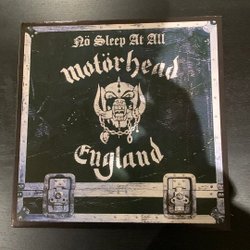 Nö Sleep At All
Motörhead
England